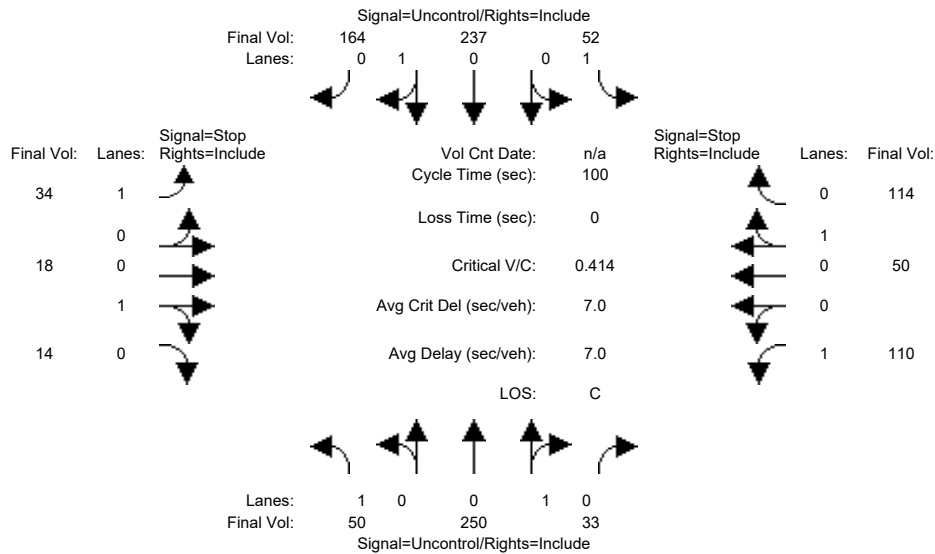 Signal=Uncontrol/Rights=Include
Final Vol: 164 237 52
Lanes: 0 1 0 0 1
Signal=Stop Signal=Stop
Final Vol: Lanes: Rights=Include Vol Cnt Date: n/a Rights=Include Lanes: Final Vol:
Cycle Time (sec): 100
34 1 0 114
Loss Time (sec): 0
0 1
18 0 Critical V/C: 0.414 0 50
1 Avg Crit Del (sec/veh): 7.0 0
14 0 Avg Delay (sec/veh): 7.0 1 110
LOS: C
Lanes: 1 0 0 1 0
Final Vol: 50 250 33
Signal=Uncontrol/Rights=Include